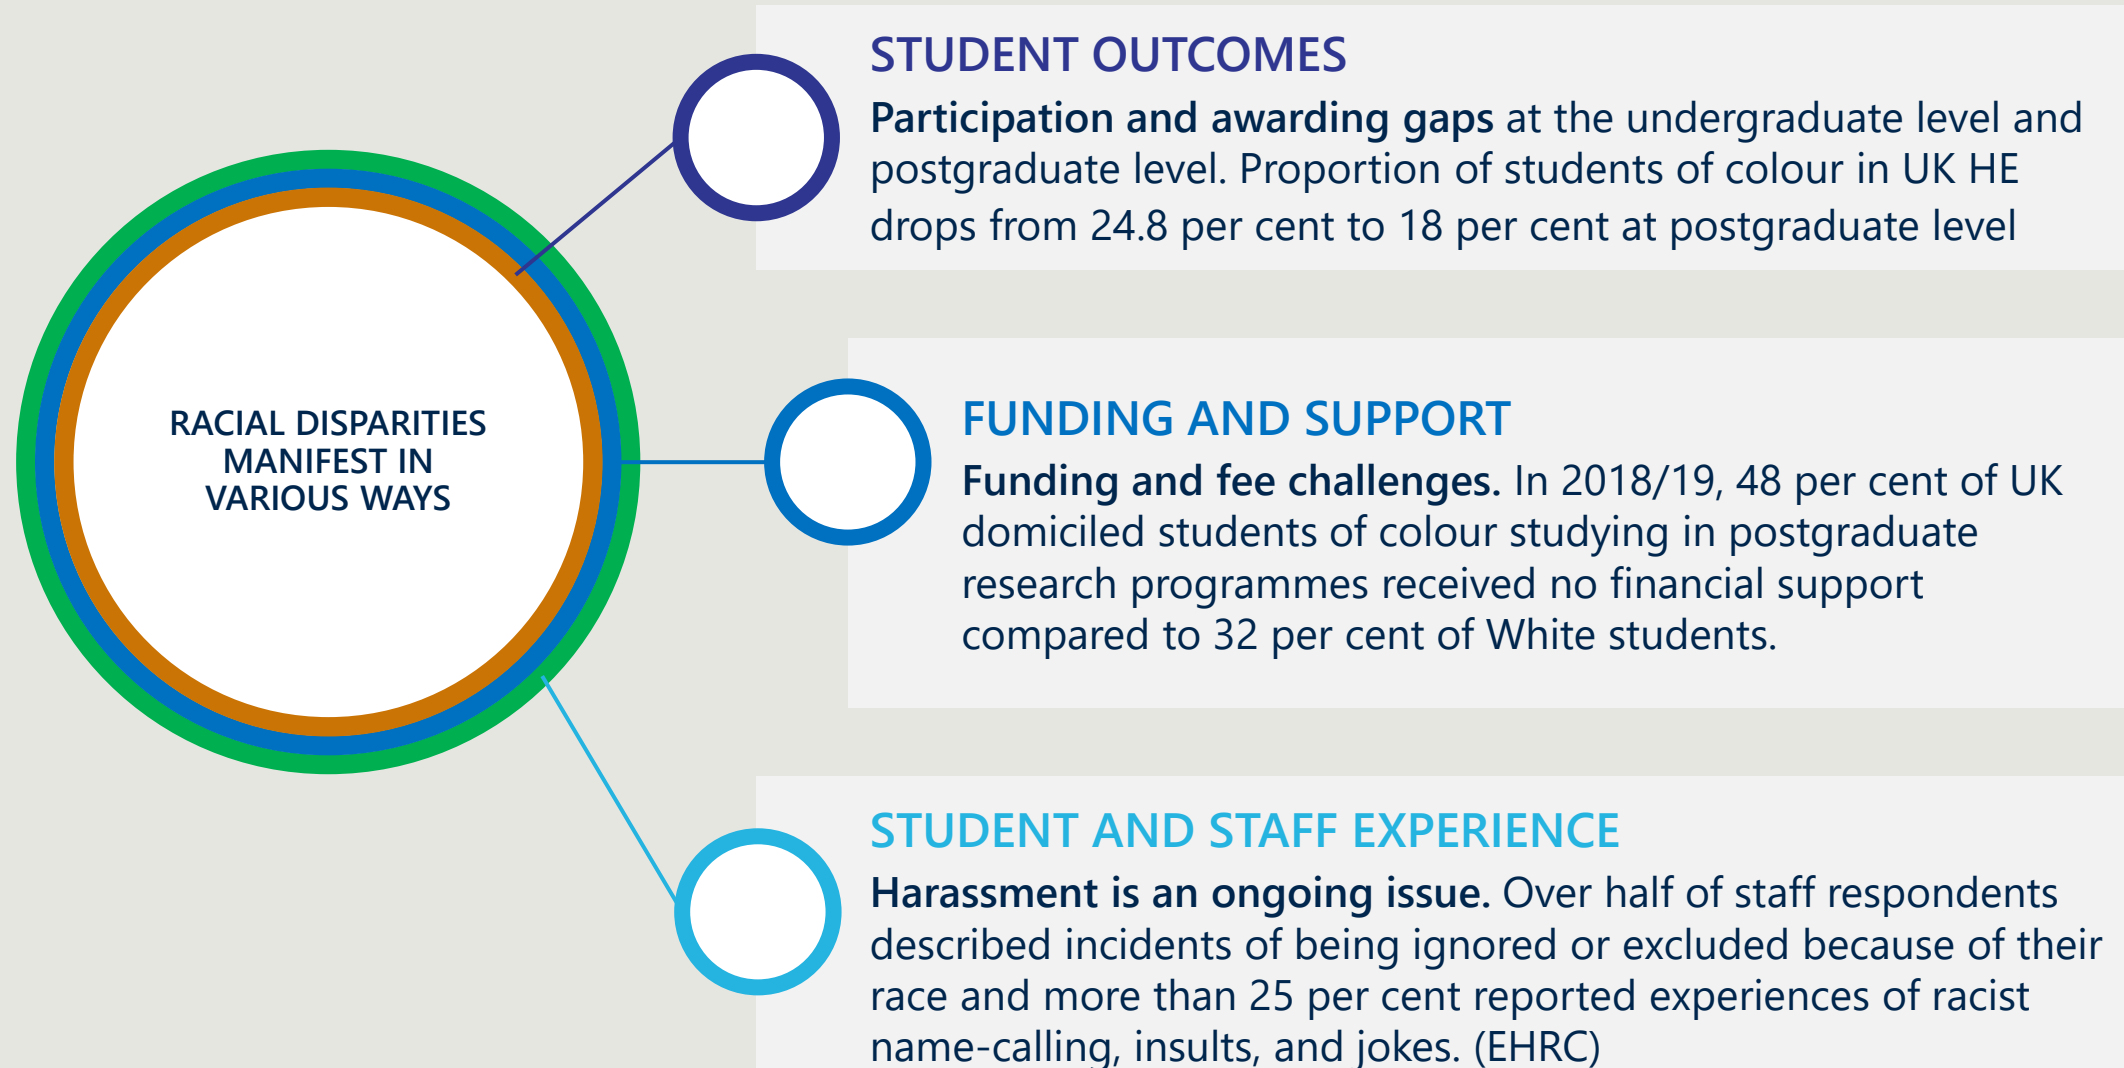 STUDENT OUTCOMES
Participation and awarding gaps at the undergraduate level and
postgraduate level. Proportion of students of colour in UK HE
drops from 24.8 per cent to 18 per cent at postgraduate level
RACIAL DISPARITIES
MANIFEST IN
VARIOUS WAYS
FUNDING AND SUPPORT
Funding and fee challenges. In 2018/19, 48 per cent of UK
domiciled students of colour studying in postgraduate
research programmes received no financial support
compared to 32 per cent of White students.
STUDENT AND STAFF EXPERIENCE
Harassment is an ongoing issue. Over half of staff respondents
described incidents of being ignored or excluded because of their
race and more than 25 per cent reported experiences of racist
name-calling, insults, and jokes. (EHRC)